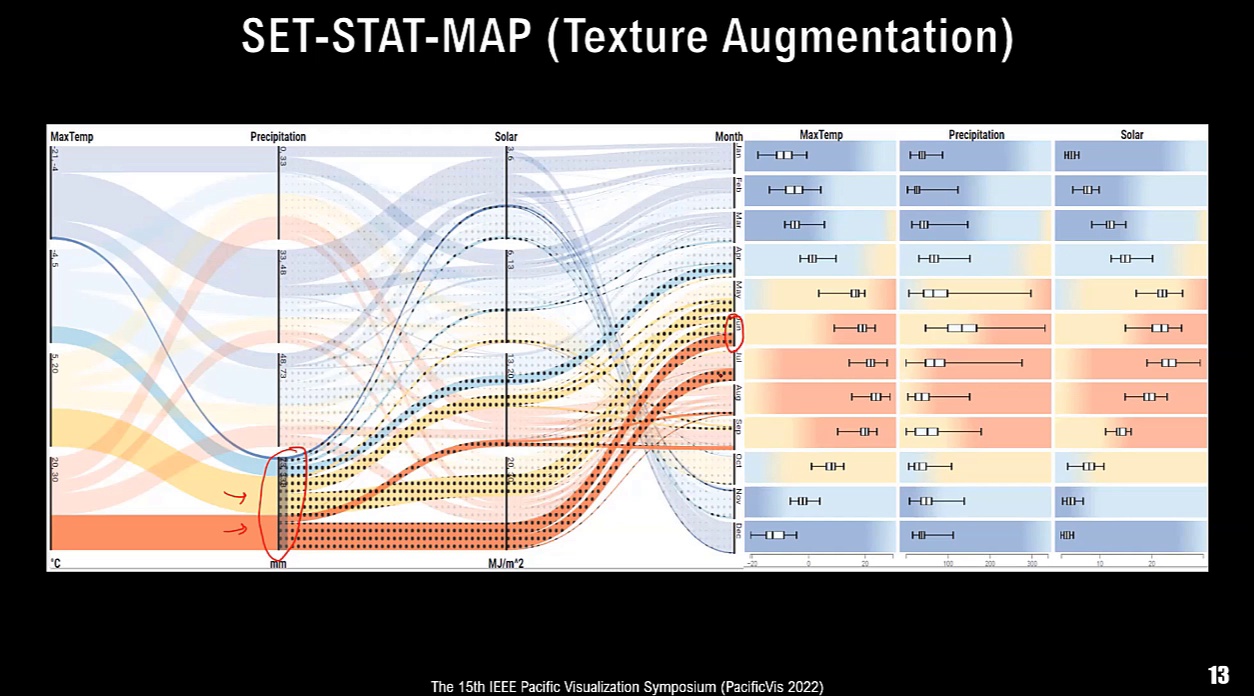 SET-STAT-MAP (Texture Augmentation)
MaxTemp Precipitation Solar Month MaxTemp Precipitation Solar
-21,-4
-4,5
5,20
20,30
0,33
33,48
48,73
3,6
6,13
13,20
Jan
Feb
Mar
Apr
May
Jun
Jul
Aug
Sep
Oct
Nov
Dec
°C mm MJ/m^2
-20 0 20 100 200 300 10 20
The 15th IEEE Pacific Visualization Symposium (PacificVis 2022)
13